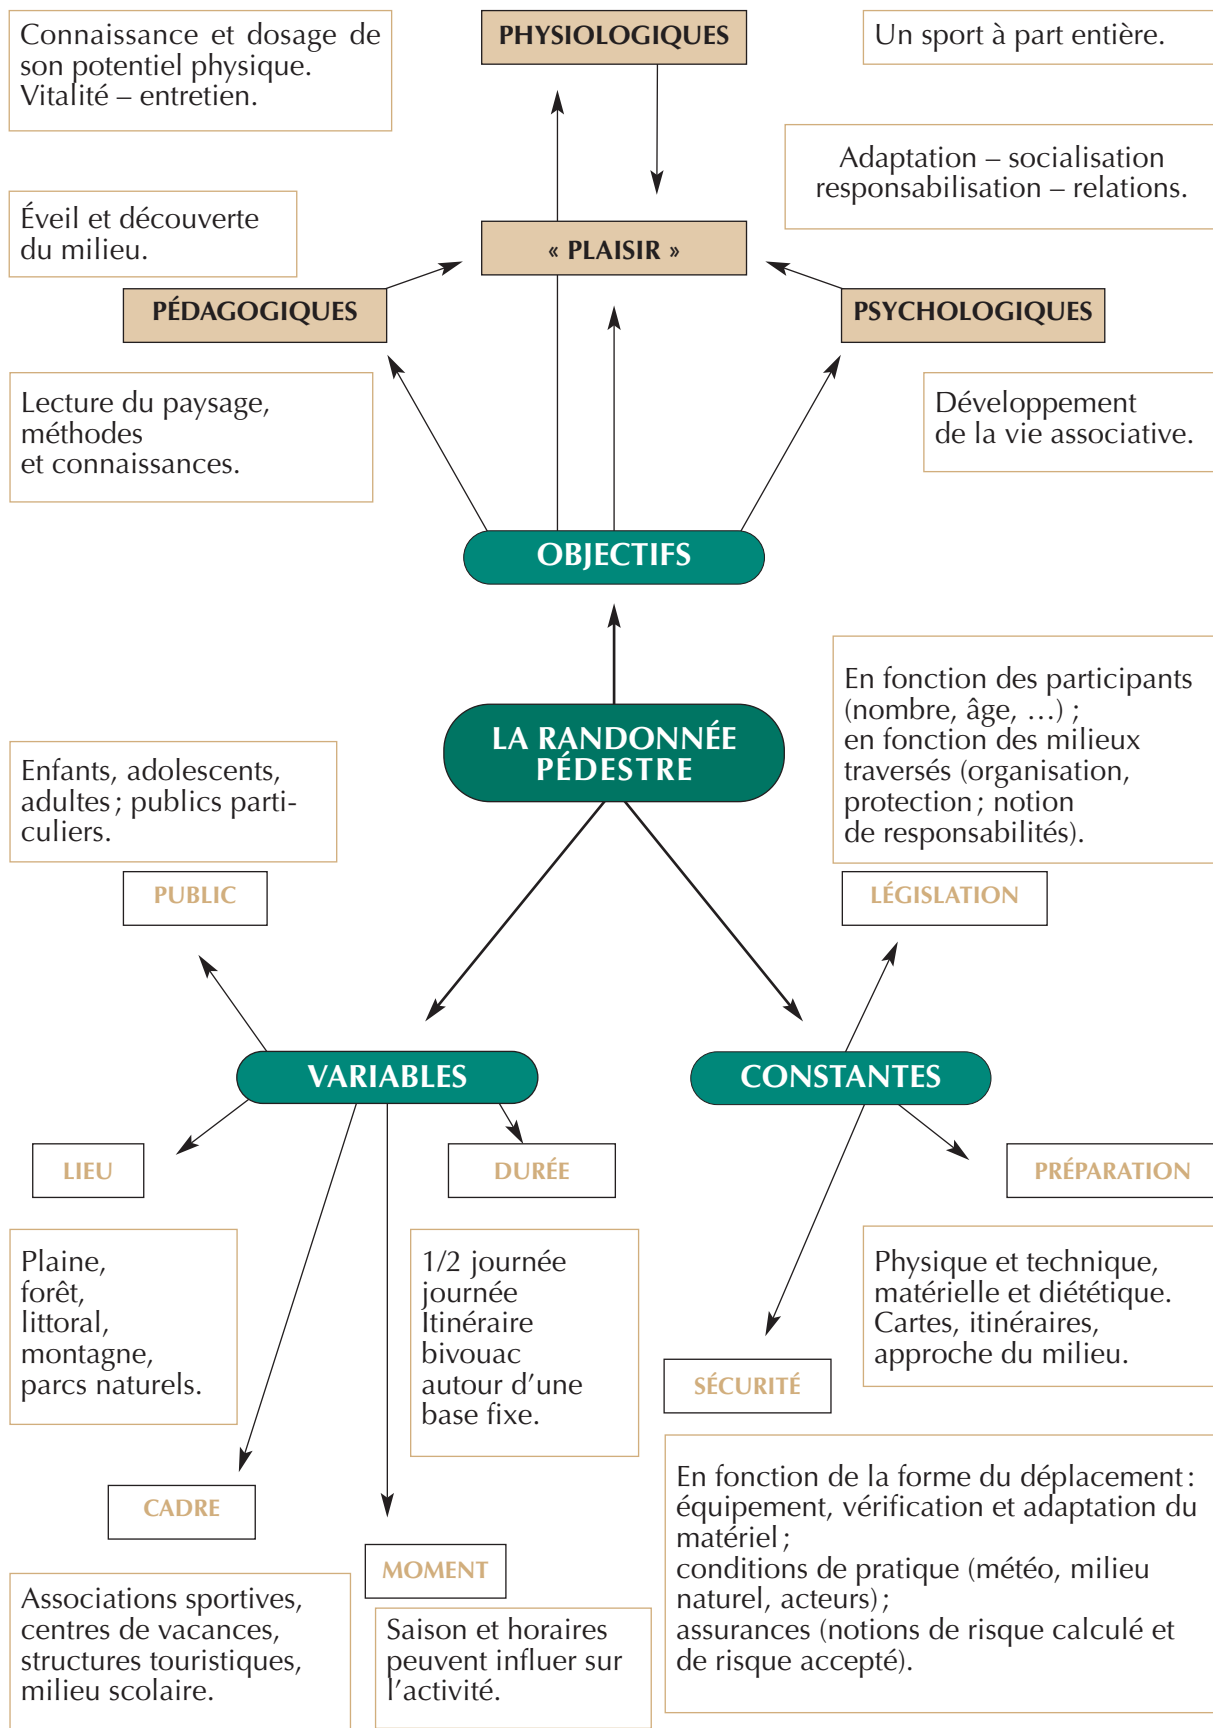 Connaissance et dosage de
son potentiel physique.
Vitalité – entretien.
PHYSIOLOGIQUES
Un sport à part entière.
Adaptation – socialisation
responsabilisation – relations.
Éveil et découverte
du milieu.
« PLAISIR »
PÉDAGOGIQUES
PSYCHOLOGIQUES
Lecture du paysage,
méthodes
et connaissances.
Développement
de la vie associative.
OBJECTIFS
LA RANDONNÉE
PÉDESTRE
En fonction des participants
(nombre, âge, …) ;
en fonction des milieux
traversés (organisation,
protection ; notion
de responsabilités).
Enfants, adolescents,
adultes ; publics parti-
culiers.
PUBLIC
LÉGISLATION
VARIABLES
CONSTANTES
LIEU
DURÉE
PRÉPARATION
Plaine,
forêt,
littoral,
montagne,
parcs naturels.
1/2 journée
journée
Itinéraire
bivouac
autour d’une
base fixe.
Physique et technique,
matérielle et diététique.
Cartes, itinéraires,
approche du milieu.
SÉCURITÉ
CADRE
MOMENT
En fonction de la forme du déplacement :
équipement, vérification et adaptation du
matériel ;
conditions de pratique (météo, milieu
naturel, acteurs) ;
assurances (notions de risque calculé et
de risque accepté).
Associations sportives,
centres de vacances,
structures touristiques,
milieu scolaire.
Saison et horaires
peuvent influer sur
l’activité.